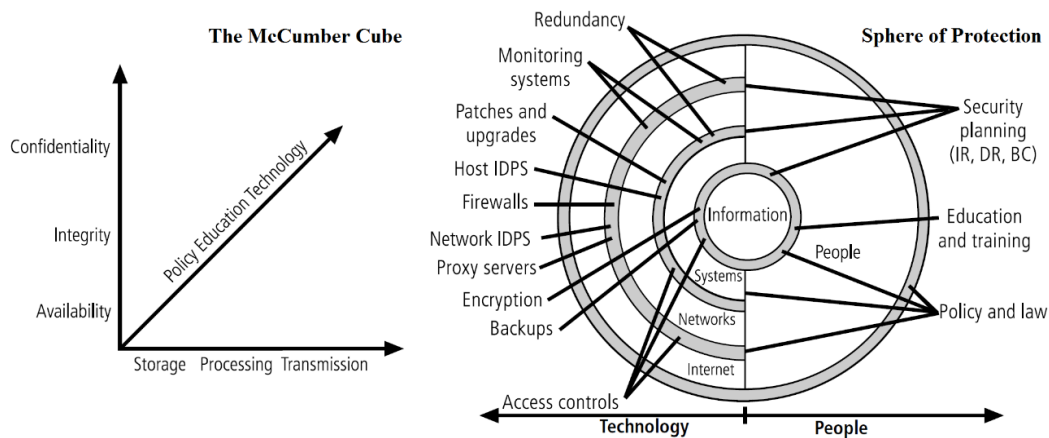 The McCumber Cube
Confidentiality
Integrity
Availability
Policy Education Technology
Storage Processing Transmission
Sphere of Protection
Redundancy
Monitoring
systems
Patches and
upgrades
Host IDPS
Firewalls
Network IDPS
Proxy servers
Encryption
Backups
Access controls
Information
People
Systems
Networks
Internet
Security
planning
(IR, DR, BC)
Education
and training
Policy and law
Technology
People